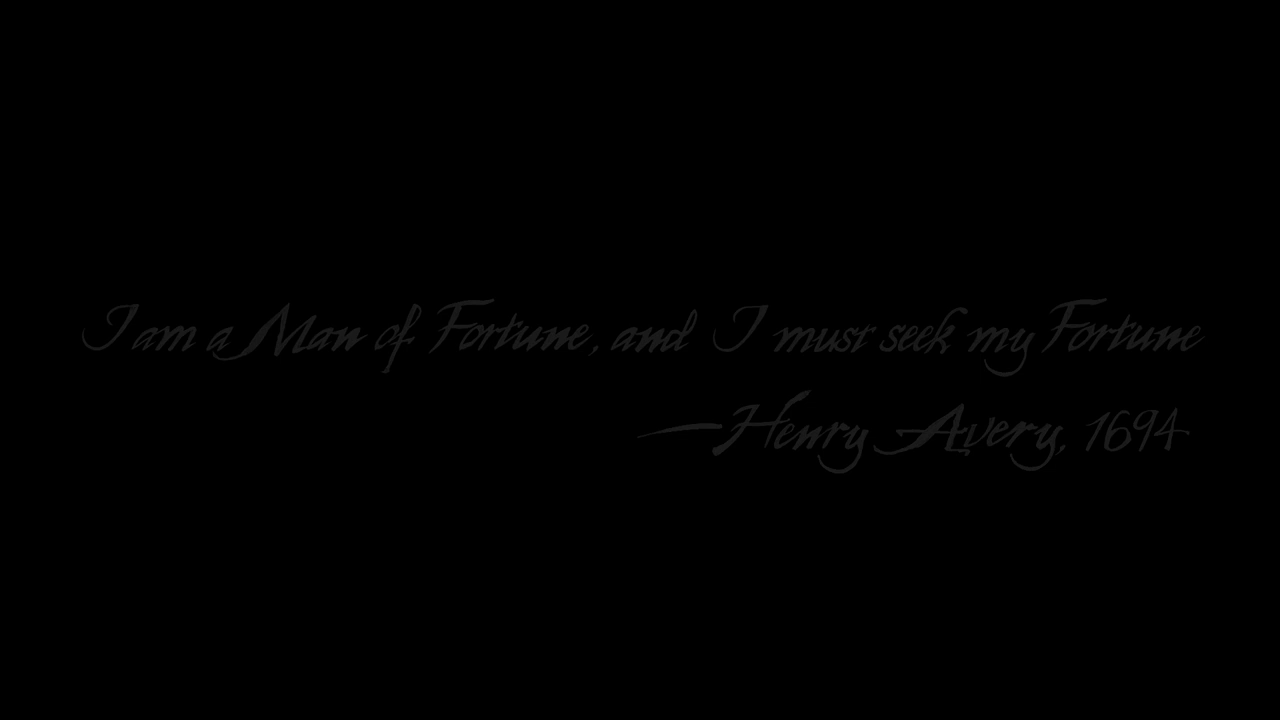 I am a Man of Fortune, and I must seek my Fortune
—Henry Avery, 1694